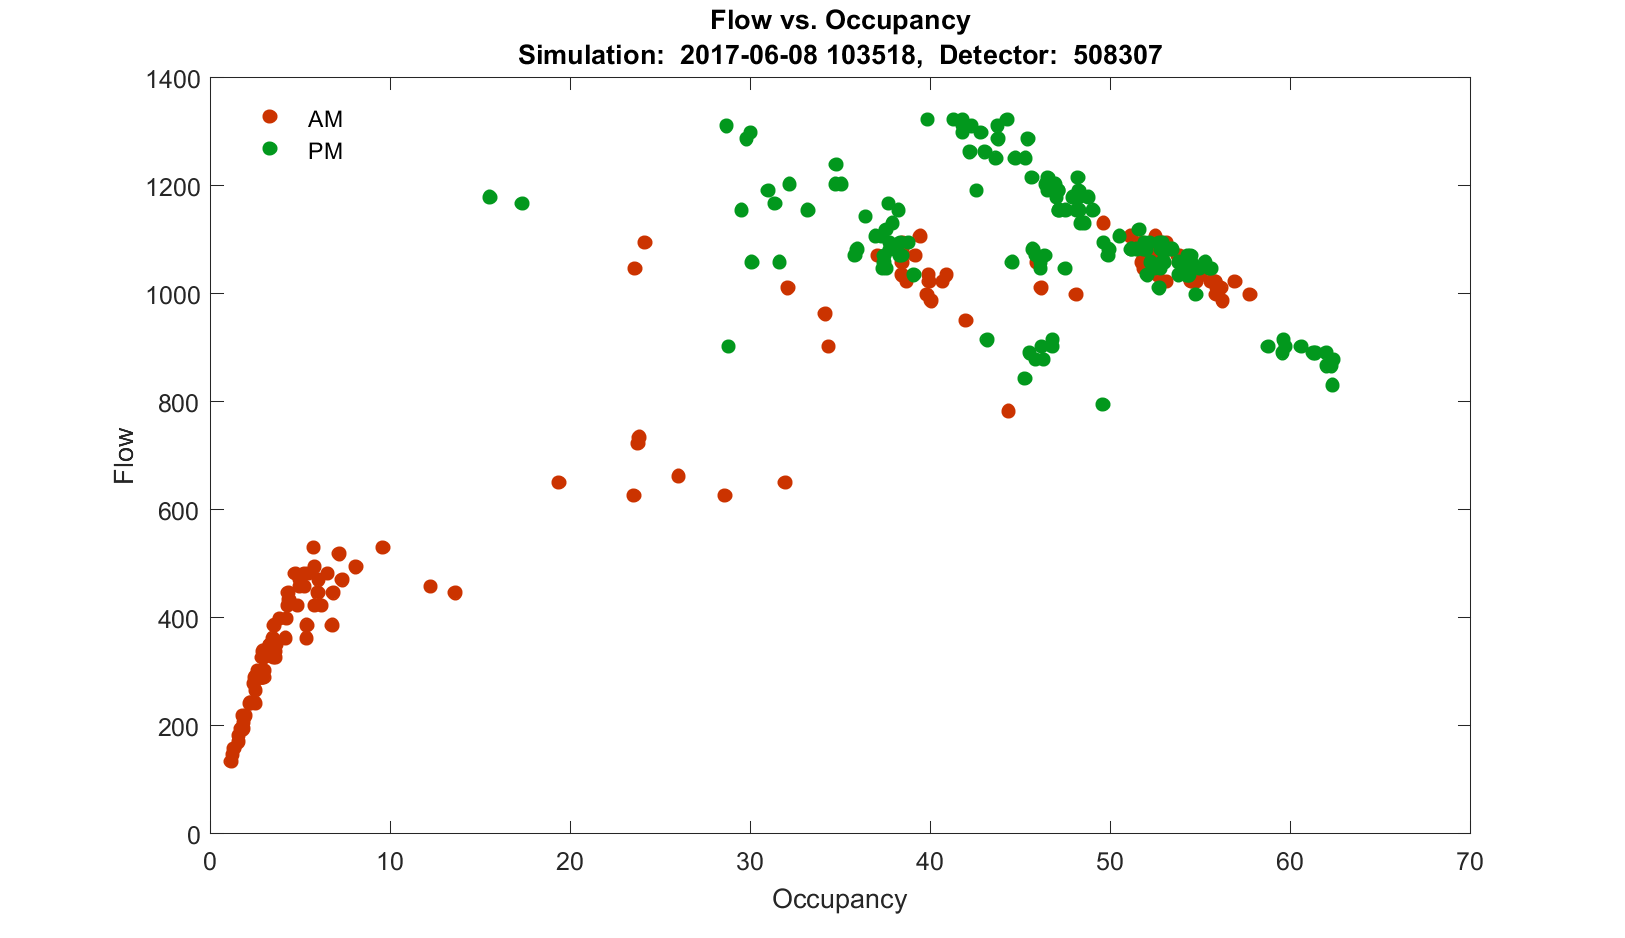 Flow vs. Occupancy
Simulation:  2017-06-08 103518,  Detector:  508307
1400
1200
1000
800
600
400
200
0
AM
PM
Flow
0 10 20 30 40 50 60 70
Occupancy